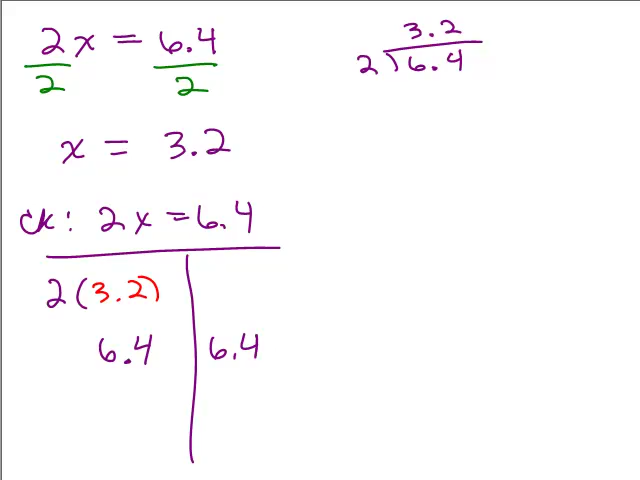 2x = 6.4
2 2
x = 3.2
ck: 2x = 6.4
2(3.2)
6.4 6.4
3.2
2)6.4